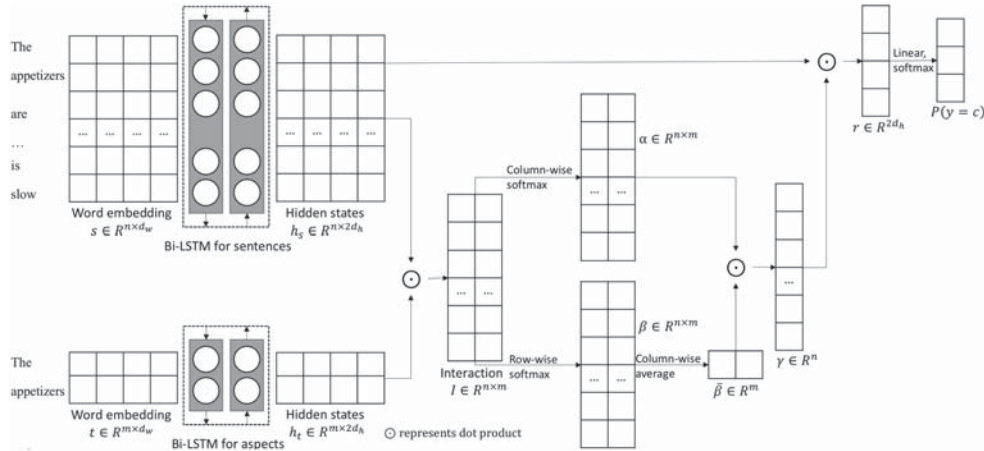 The
appetizers
are
...
is
slow
... ... ... ...
Word embedding
s ∈ R^{n×d_w}
Bi-LSTM for sentences
... ... ... ...
Hidden states
h_s ∈ R^{n×2d_h}
The
appetizers
Word embedding
t ∈ R^{m×d_w}
Bi-LSTM for aspects
Hidden states
h_t ∈ R^{m×2d_h}
⊙ represents dot product
... ...
Interaction
I ∈ R^{n×m}
Column-wise
softmax
... ...
α ∈ R^{n×m}
Row-wise
softmax
... ...
β ∈ R^{n×m}
Column-wise
average
β̄ ∈ R^m
...
γ ∈ R^n
r ∈ R^{2d_h}
Linear,
softmax
P(y = c)